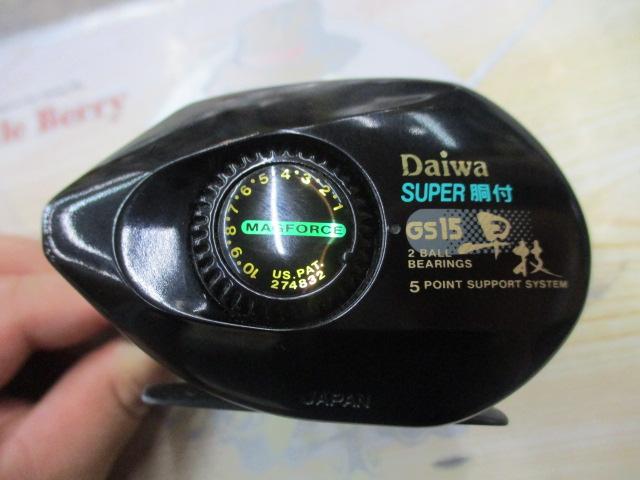 le Berry
Daiwa
SUPER 胴付
GS15 早技
2 BALL
BEARINGS
5 POINT SUPPORT SYSTEM
10 9 8 7 6 5 4 3 2 1
MAGFORCE
US.PAT.
274832
JAPAN